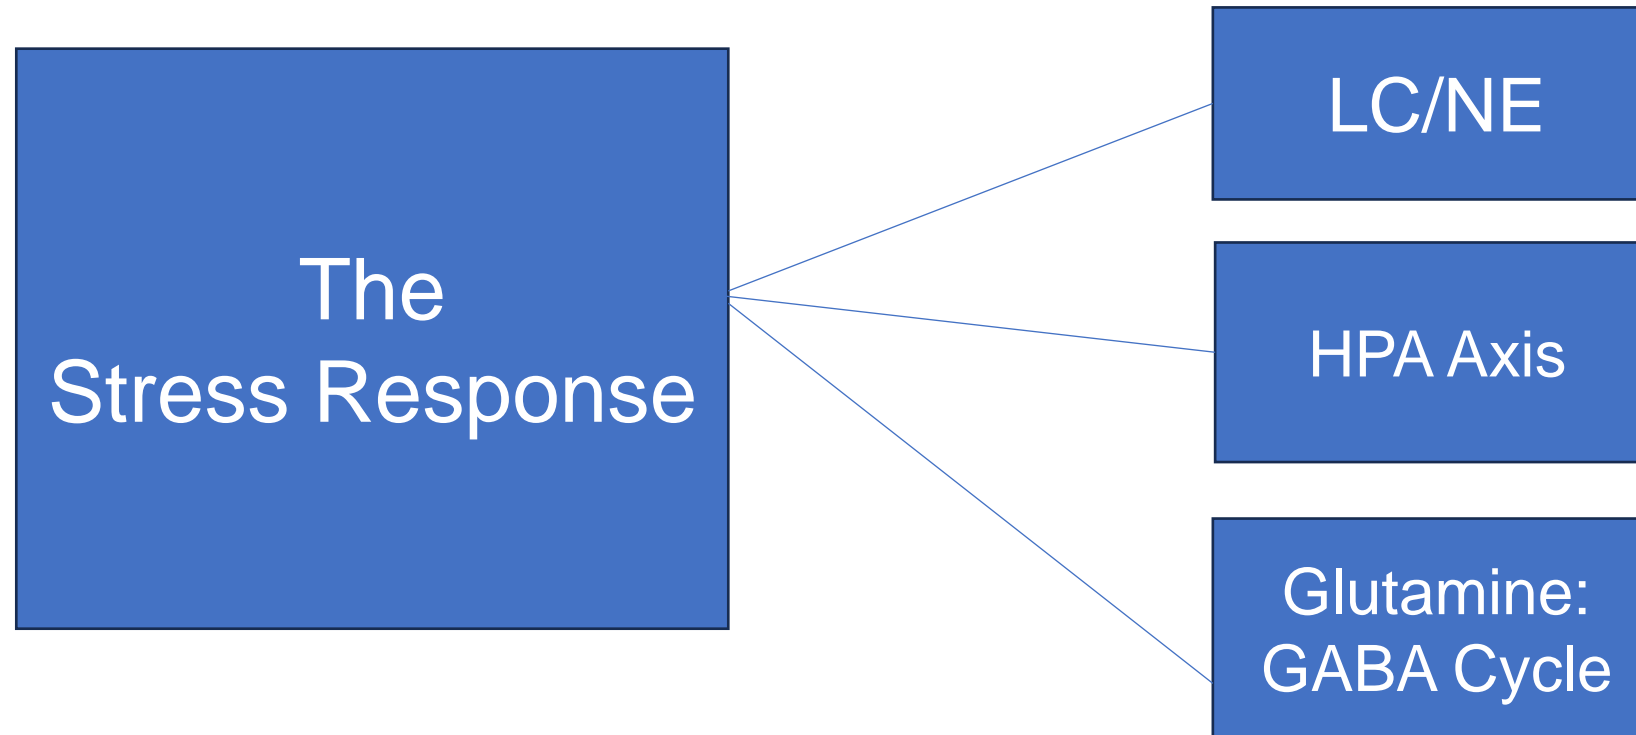 The
Stress Response
LC/NE
HPA Axis
Glutamine:
GABA Cycle